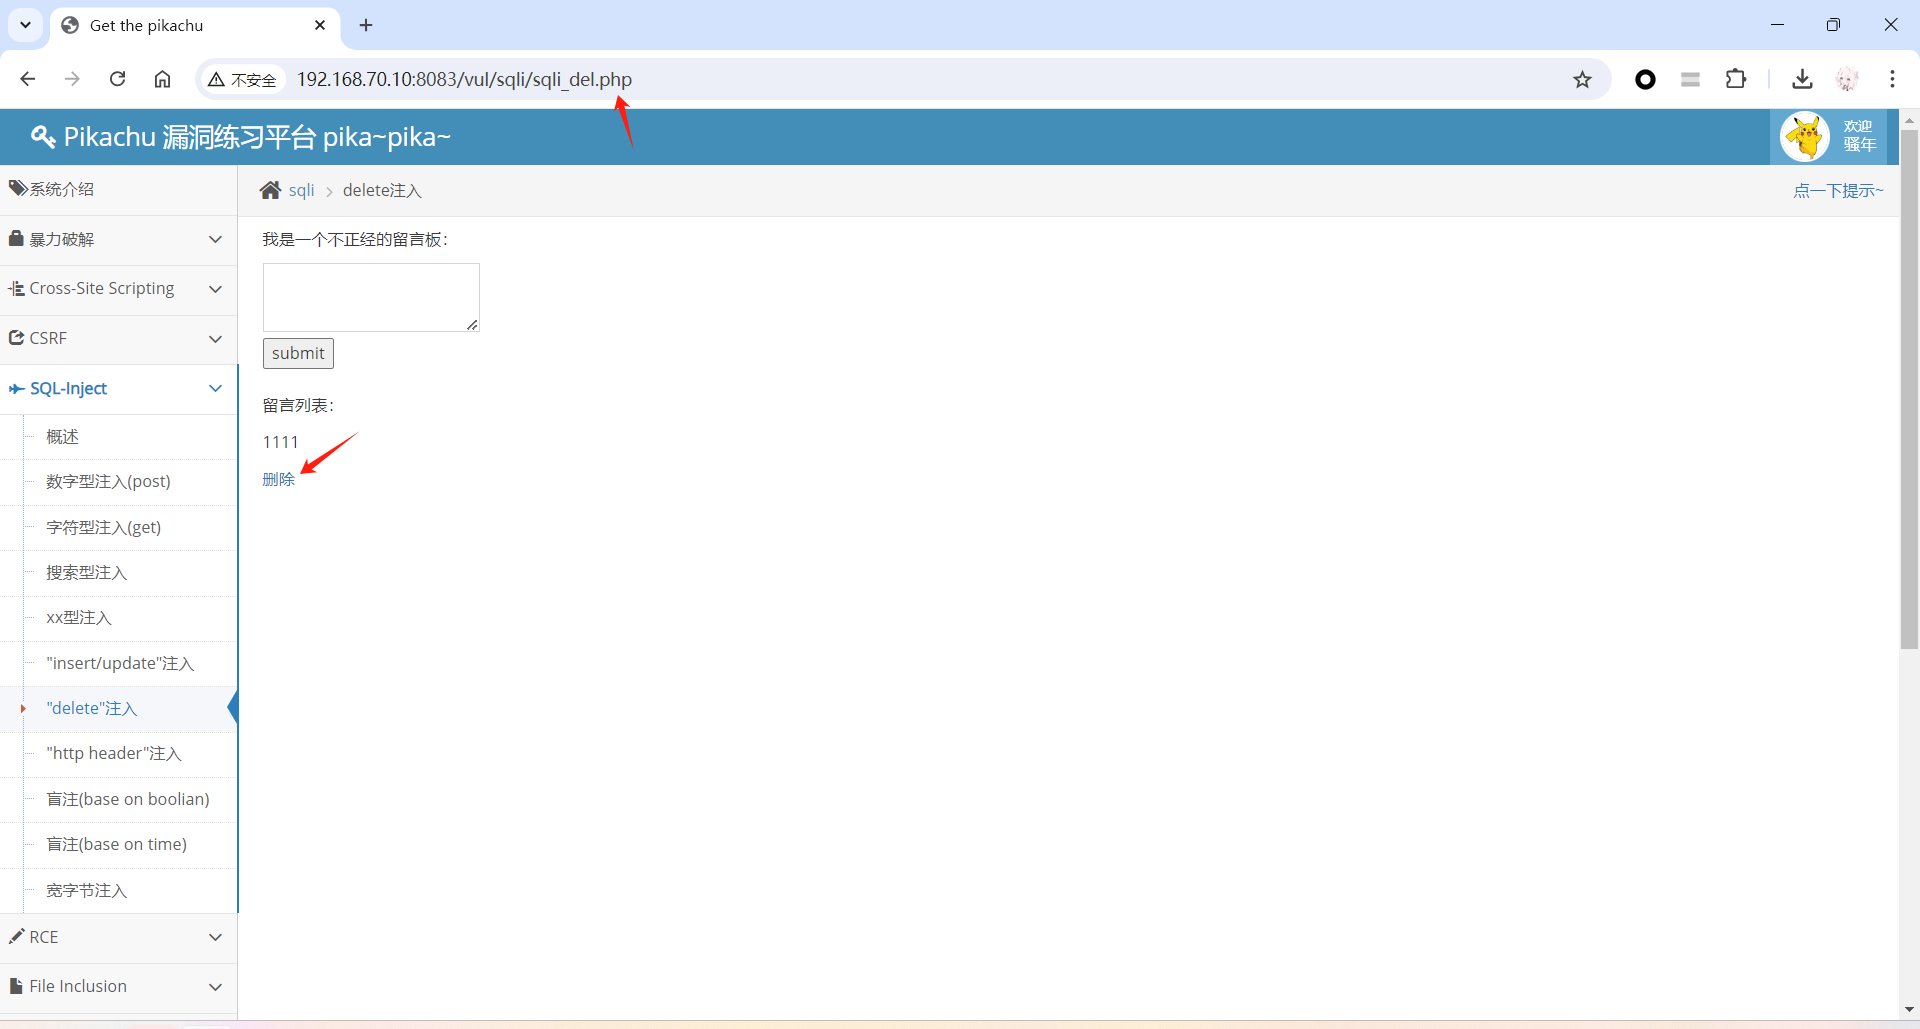 Get the pikachu
不安全
192.168.70.10:8083/vul/sqli/sqli_del.php
Pikachu 漏洞练习平台 pika~pika~
欢迎
骚年
系统介绍
sqli
delete注入
点一下提示~
暴力破解
Cross-Site Scripting
CSRF
SQL-Inject
概述
数字型注入(post)
字符型注入(get)
搜索型注入
xx型注入
"insert/update"注入
"delete"注入
"http header"注入
盲注(base on boolian)
盲注(base on time)
宽字节注入
RCE
File Inclusion
我是一个不正经的留言板：
submit
留言列表：
1111
删除